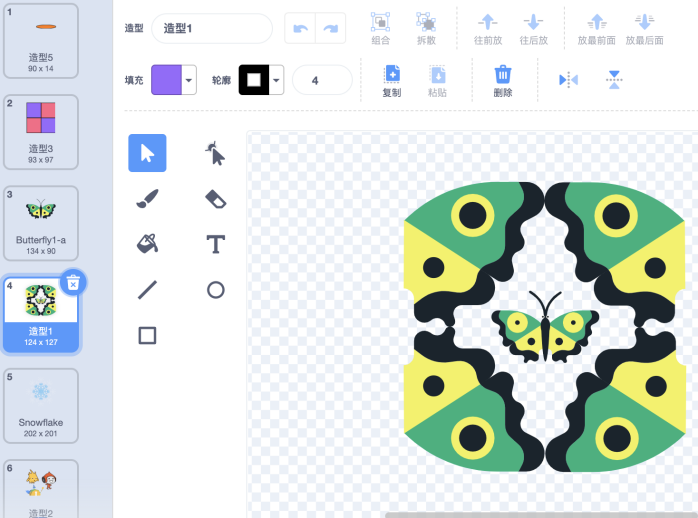 1
造型5
90 x 14
2
造型3
93 x 97
3
Butterfly1-a
134 x 90
4
造型1
124 x 127
5
Snowflake
202 x 201
6
造型2
造型
造型1
组合
拆散
往前放
往后放
放最前面
放最后面
填充
轮廓
4
复制
粘贴
删除
T